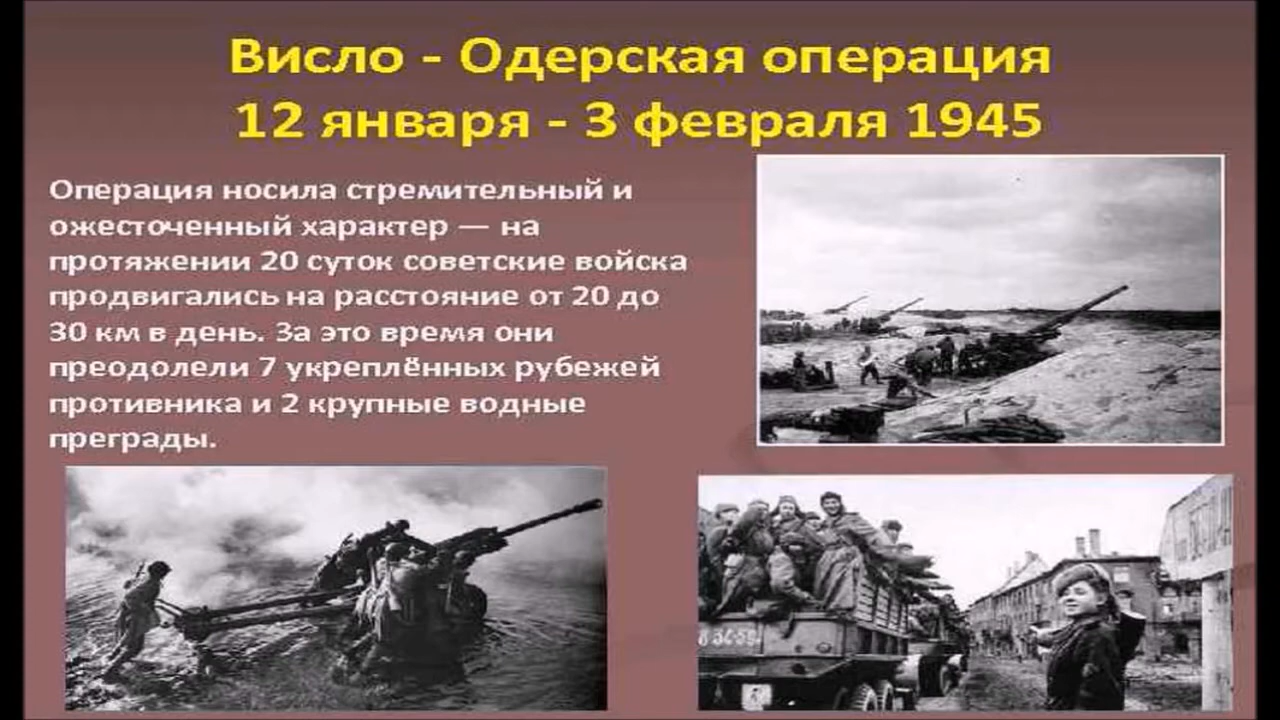 Висло - Одерская операция
12 января - 3 февраля 1945
Операция носила стремительный и
ожесточенный характер — на
протяжении 20 суток советские войска
продвигались на расстояние от 20 до
30 км в день. За это время они
преодолели 7 укреплённых рубежей
противника и 2 крупные водные
преграды.